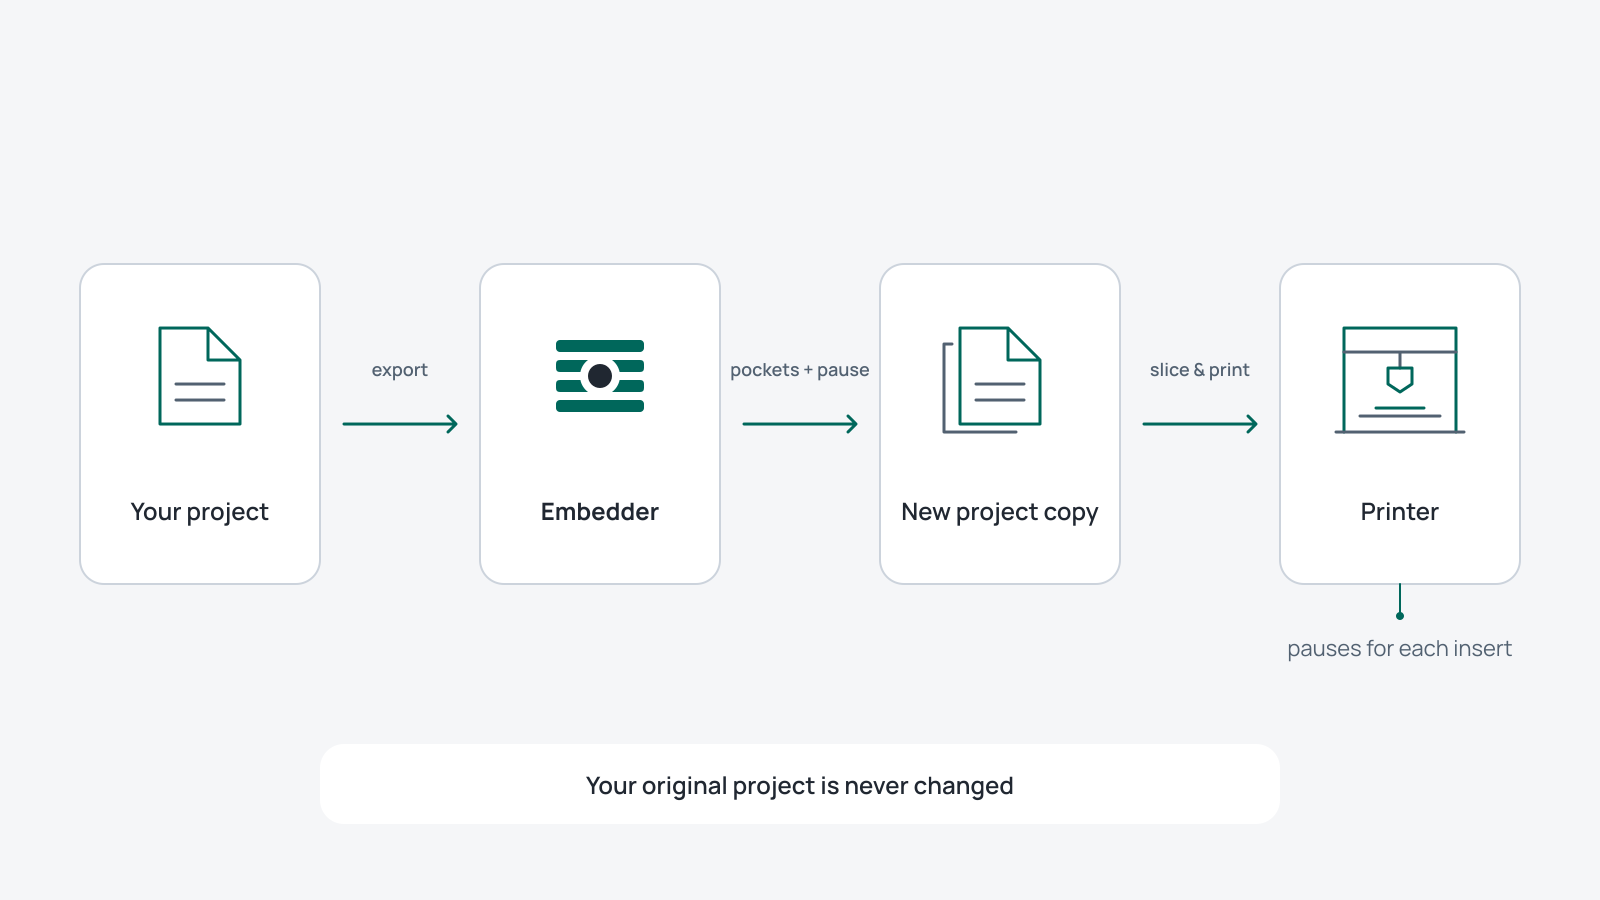 export
pockets + pause
slice & print
Your project
Embedder
New project copy
Printer
pauses for each insert
Your original project is never changed